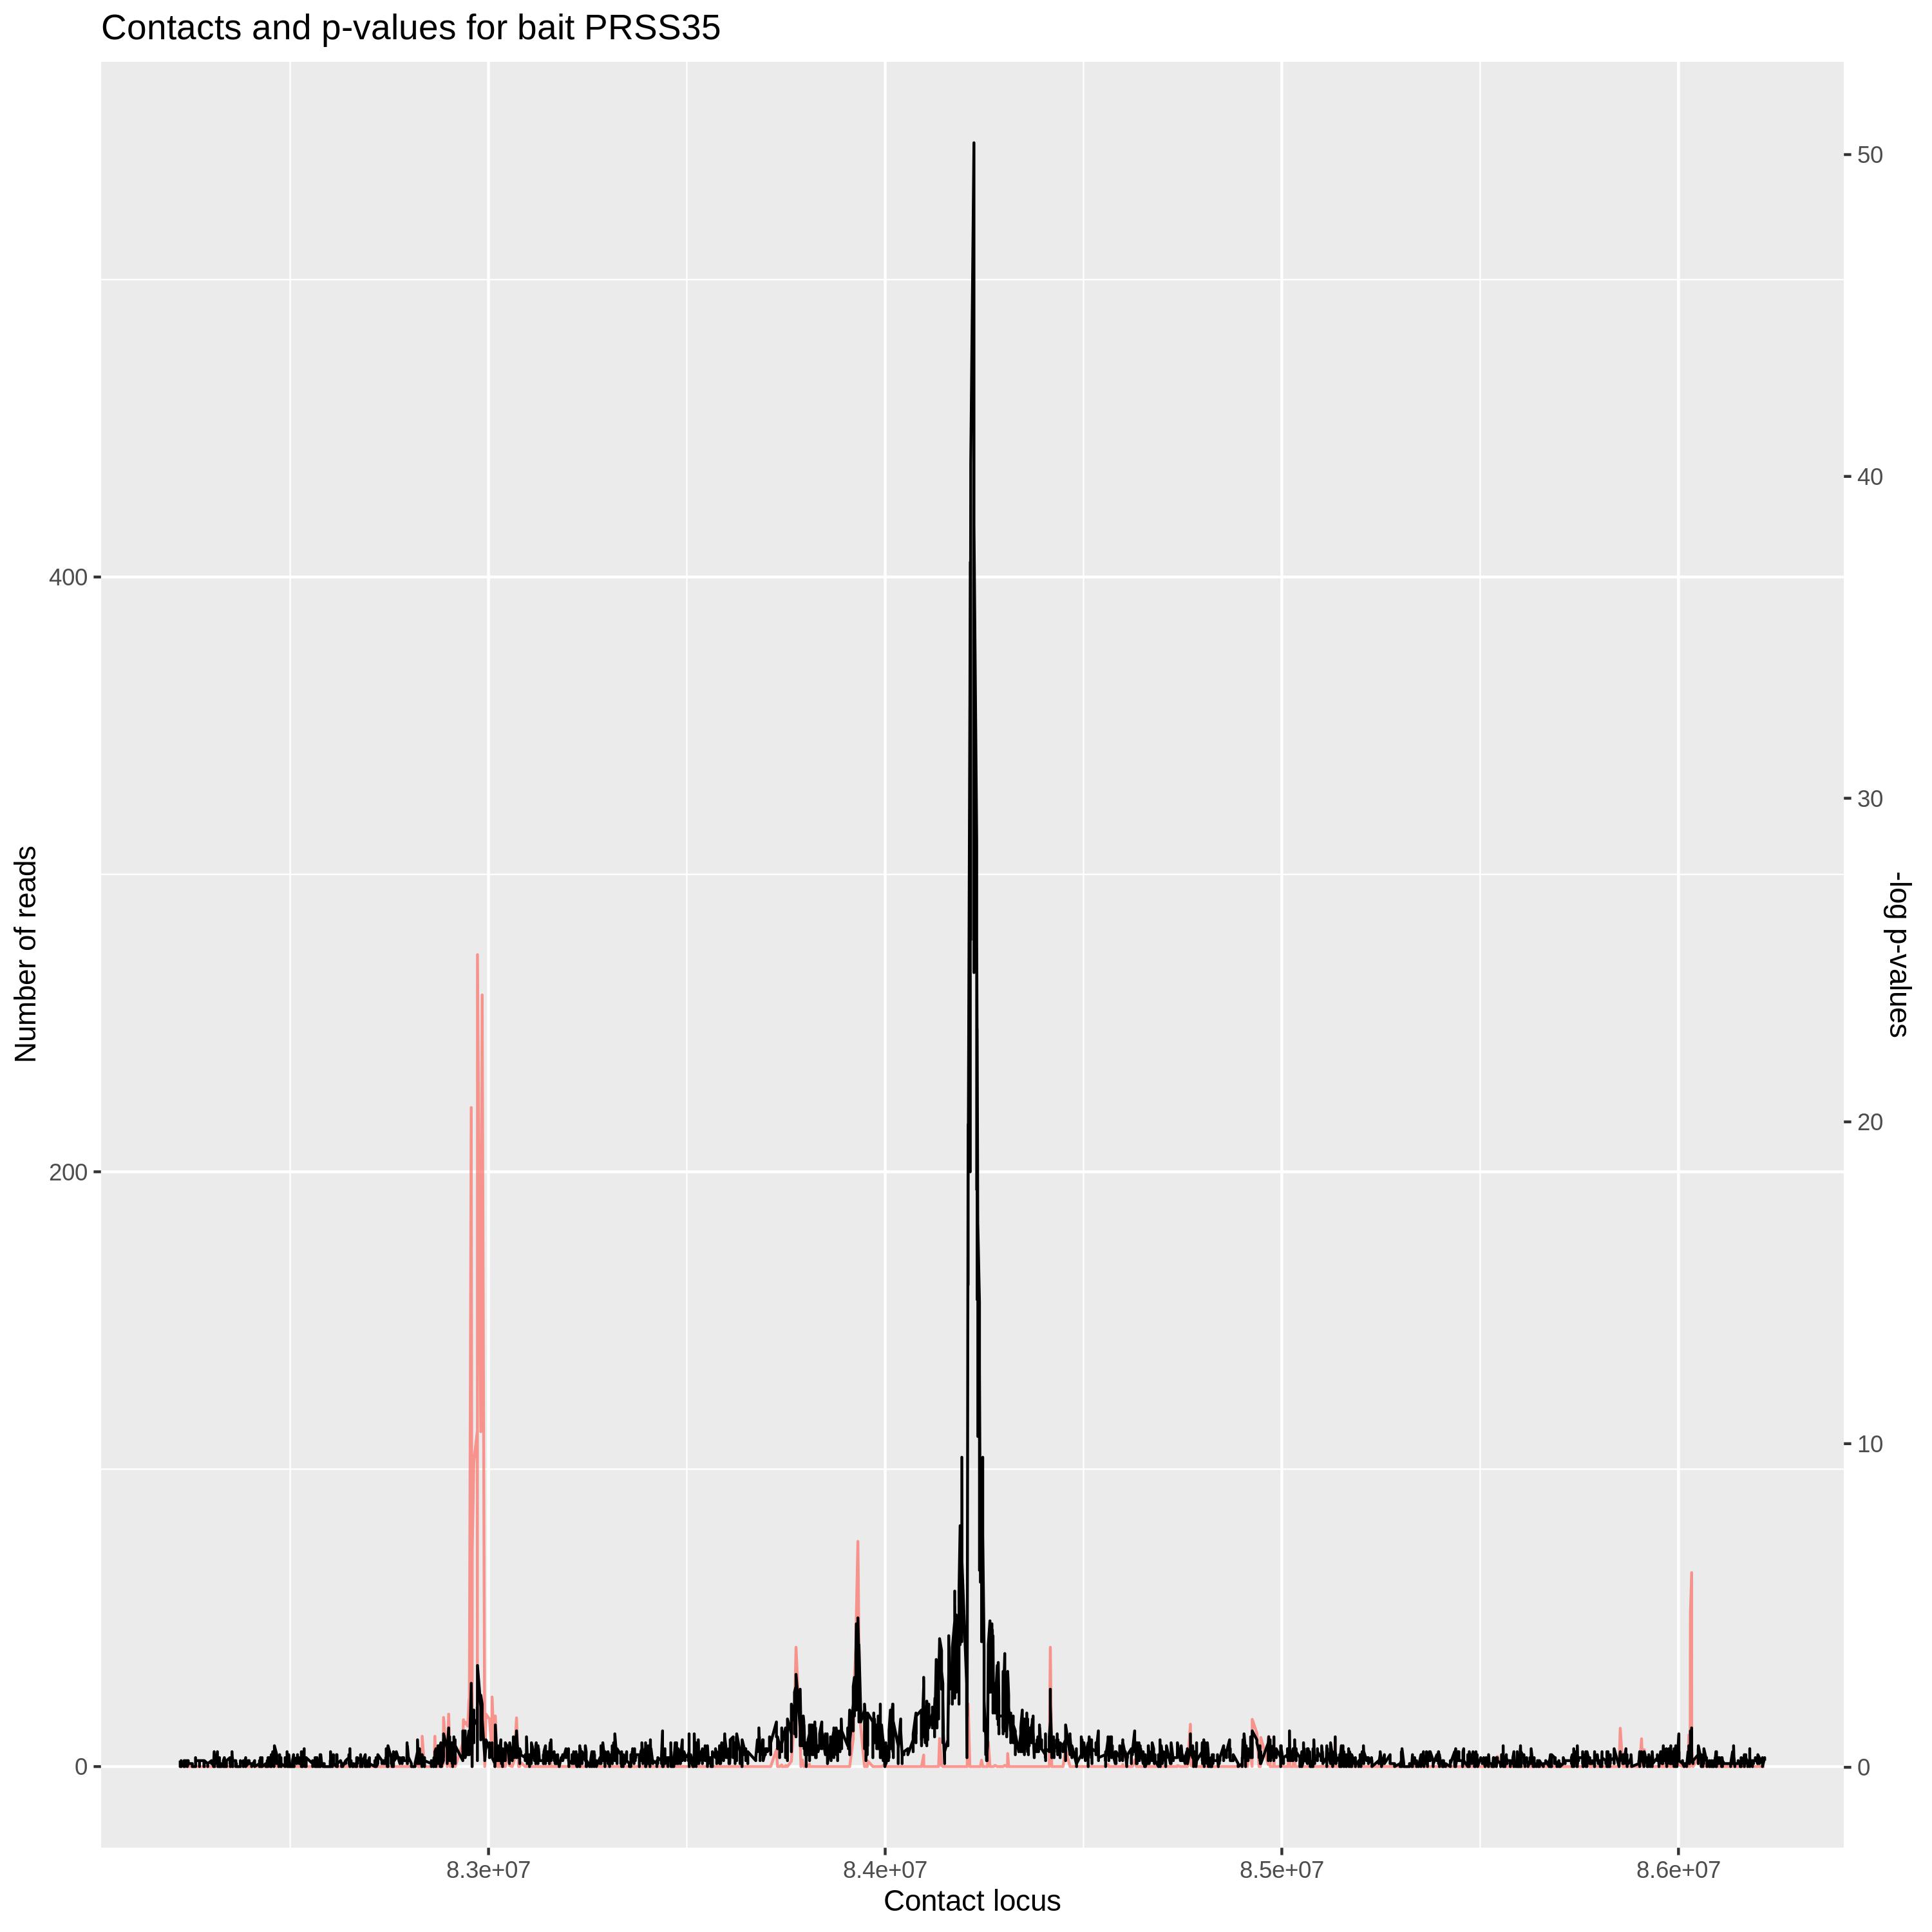 Contacts and p-values for bait PRSS35
50
40
400
30
Number of reads
-log p-values
20
200
10
0
0
8.3e+07
8.4e+07
8.5e+07
8.6e+07
Contact locus